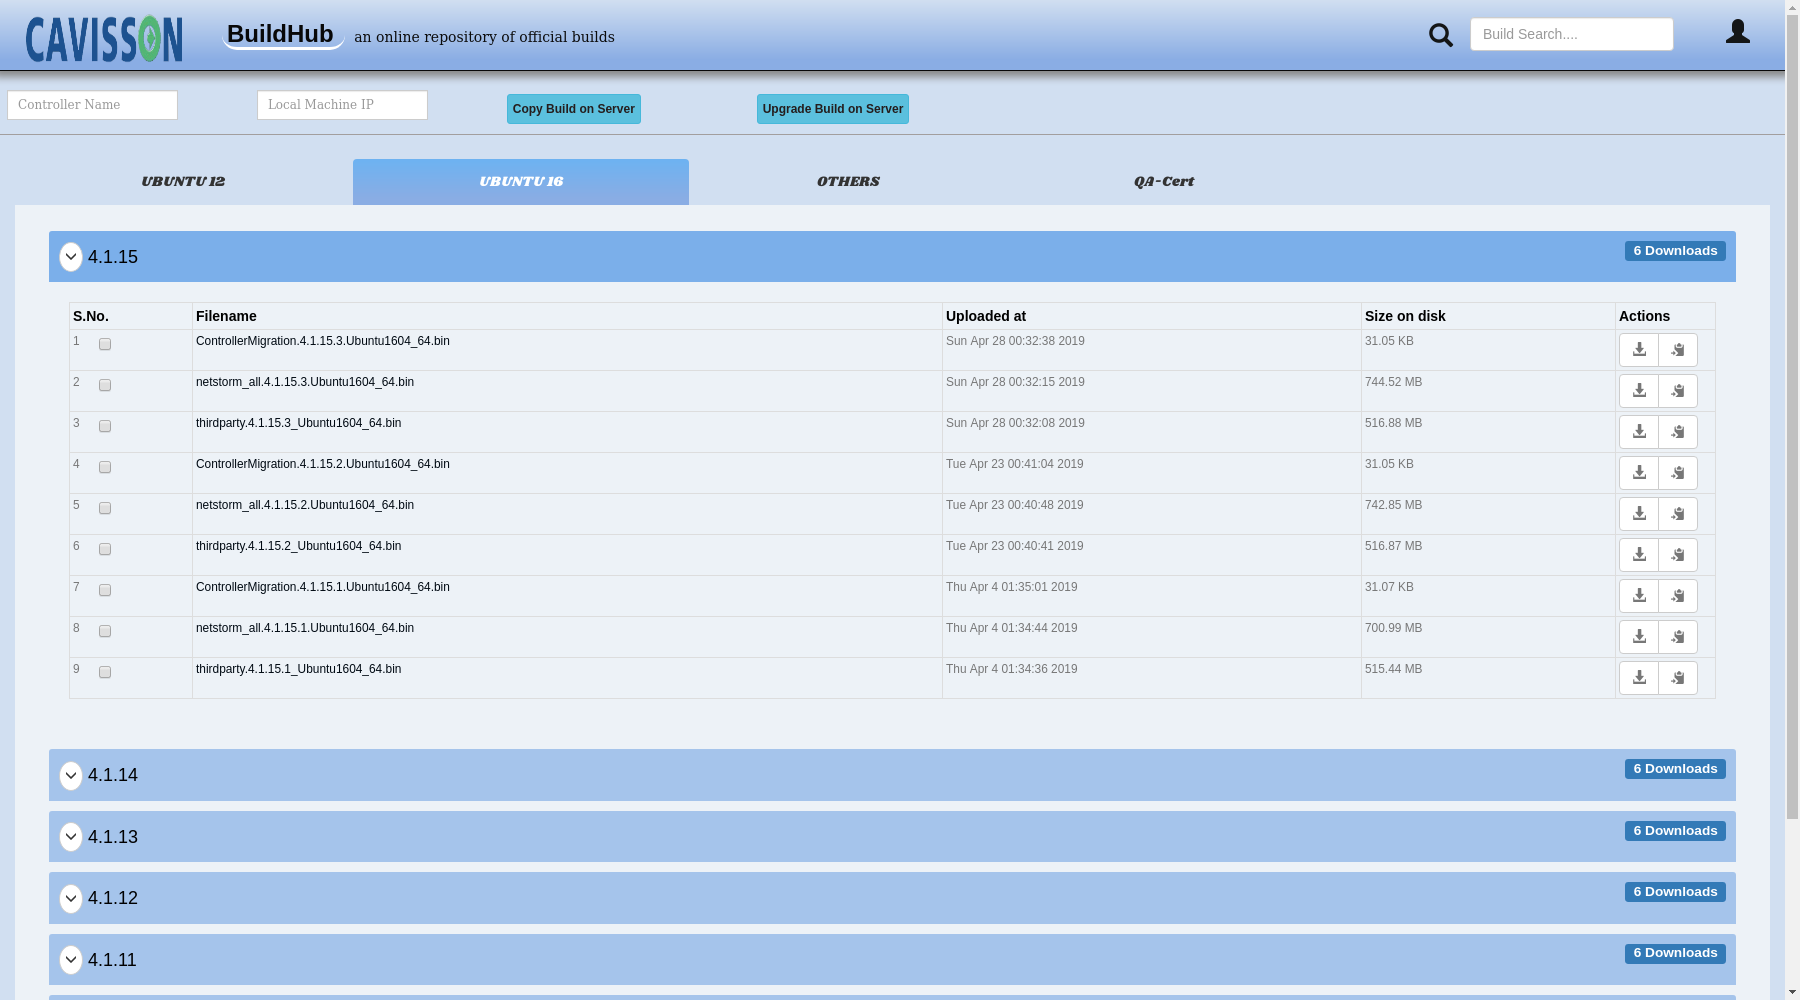 CAVISSON
BuildHub an online repository of official builds
Build Search....
Controller Name Local Machine IP Copy Build on Server Upgrade Build on Server
UBUNTU 12 UBUNTU 16 OTHERS QA-Cert
4.1.15 6 Downloads
S.No. Filename Uploaded at Size on disk Actions
1 ControllerMigration.4.1.15.3.Ubuntu1604_64.bin Sun Apr 28 00:32:38 2019 31.05 KB
2 netstorm_all.4.1.15.3.Ubuntu1604_64.bin Sun Apr 28 00:32:15 2019 744.52 MB
3 thirdparty.4.1.15.3_Ubuntu1604_64.bin Sun Apr 28 00:32:08 2019 516.88 MB
4 ControllerMigration.4.1.15.2.Ubuntu1604_64.bin Tue Apr 23 00:41:04 2019 31.05 KB
5 netstorm_all.4.1.15.2.Ubuntu1604_64.bin Tue Apr 23 00:40:48 2019 742.85 MB
6 thirdparty.4.1.15.2_Ubuntu1604_64.bin Tue Apr 23 00:40:41 2019 516.87 MB
7 ControllerMigration.4.1.15.1.Ubuntu1604_64.bin Thu Apr 4 01:35:01 2019 31.07 KB
8 netstorm_all.4.1.15.1.Ubuntu1604_64.bin Thu Apr 4 01:34:44 2019 700.99 MB
9 thirdparty.4.1.15.1_Ubuntu1604_64.bin Thu Apr 4 01:34:36 2019 515.44 MB
4.1.14 6 Downloads
4.1.13 6 Downloads
4.1.12 6 Downloads
4.1.11 6 Downloads